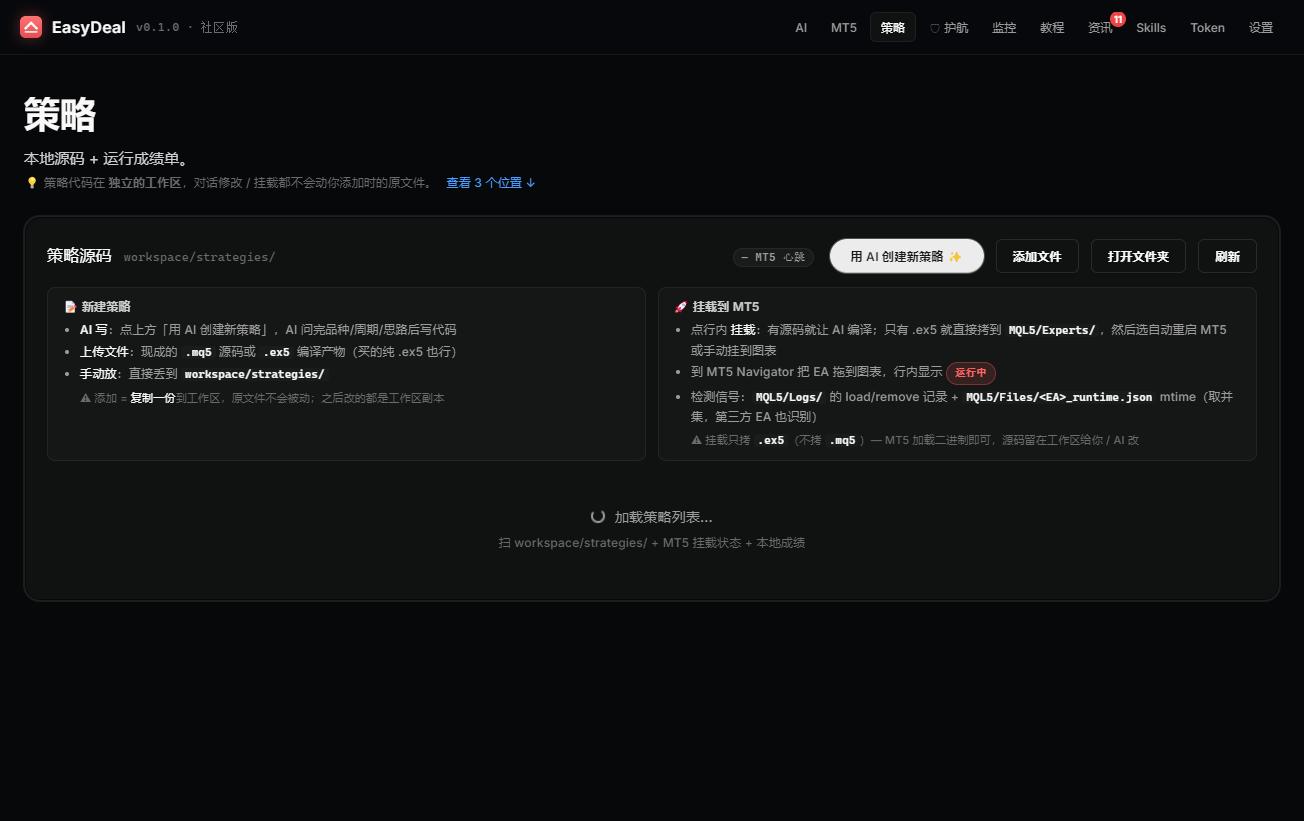 EasyDeal v0.1.0 · 社区版
AI MT5 策略 护航 监控 教程 资讯 11 Skills Token 设置
策略
本地源码 + 运行成绩单。
💡 策略代码在 独立的工作区，对话修改 / 挂载都不会动你添加时的原文件。 查看 3 个位置 ↓
策略源码 workspace/strategies/ — MT5 心跳 用 AI 创建新策略 ✨ 添加文件 打开文件夹 刷新
📝 新建策略
• AI 写：点上方「用 AI 创建新策略」，AI 问完品种/周期/思路后写代码
• 上传文件：现成的 .mq5 源码或 .ex5 编译产物（买的纯 .ex5 也行）
• 手动放：直接丢到 workspace/strategies/
⚠ 添加 = 复制一份到工作区，原文件不会被动；之后改的都是工作区副本
🚀 挂载到 MT5
• 点行内 挂载：有源码就让 AI 编译；只有 .ex5 就直接拷到 MQL5/Experts/，然后选自动重启 MT5
或手动挂到图表
• 到 MT5 Navigator 把 EA 拖到图表，行内显示 运行中
• 检测信号： MQL5/Logs/ 的 load/remove 记录 + MQL5/Files/<EA>_runtime.json mtime（取并
集，第三方 EA 也识别）
⚠ 挂载只拷 .ex5 （不拷 .mq5 ）— MT5 加载二进制即可，源码留在工作区给你 / AI 改
加载策略列表...
扫 workspace/strategies/ + MT5 挂载状态 + 本地成绩